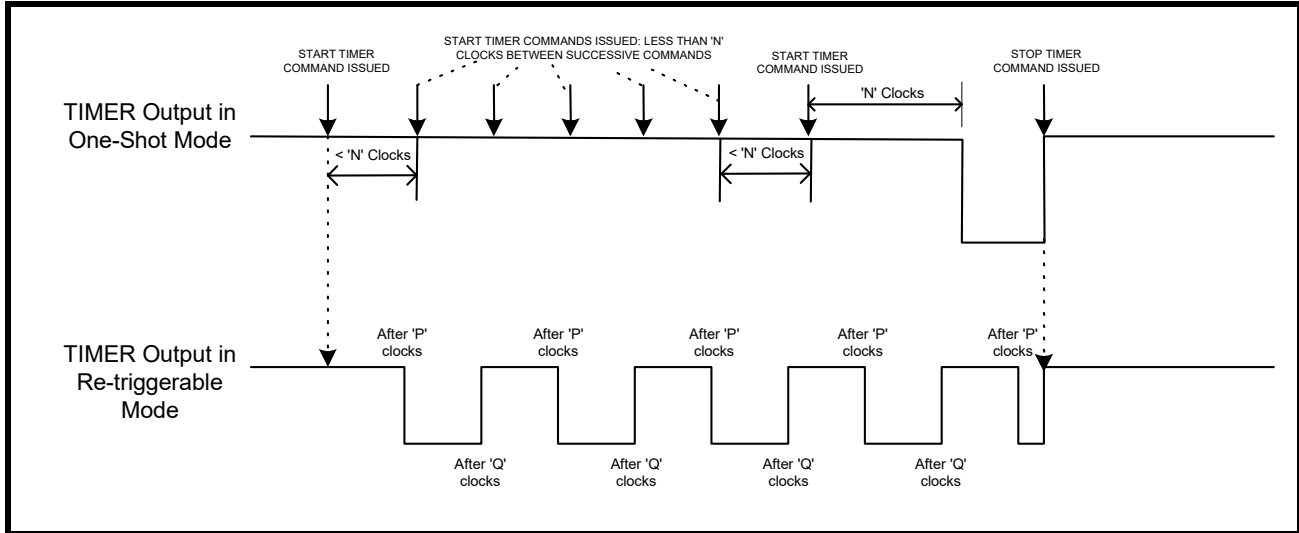 START TIMER
COMMAND ISSUED
START TIMER COMMANDS ISSUED: LESS THAN 'N'
CLOCKS BETWEEN SUCCESSIVE COMMANDS
START TIMER
COMMAND ISSUED
STOP TIMER
COMMAND ISSUED
'N' Clocks
TIMER Output in
One-Shot Mode
< 'N' Clocks
< 'N' Clocks
After 'P'
clocks
After 'P'
clocks
After 'P'
clocks
After 'P'
clocks
After 'P'
clocks
TIMER Output in
Re-triggerable
Mode
After 'Q'
clocks
After 'Q'
clocks
After 'Q'
clocks
After 'Q'
clocks